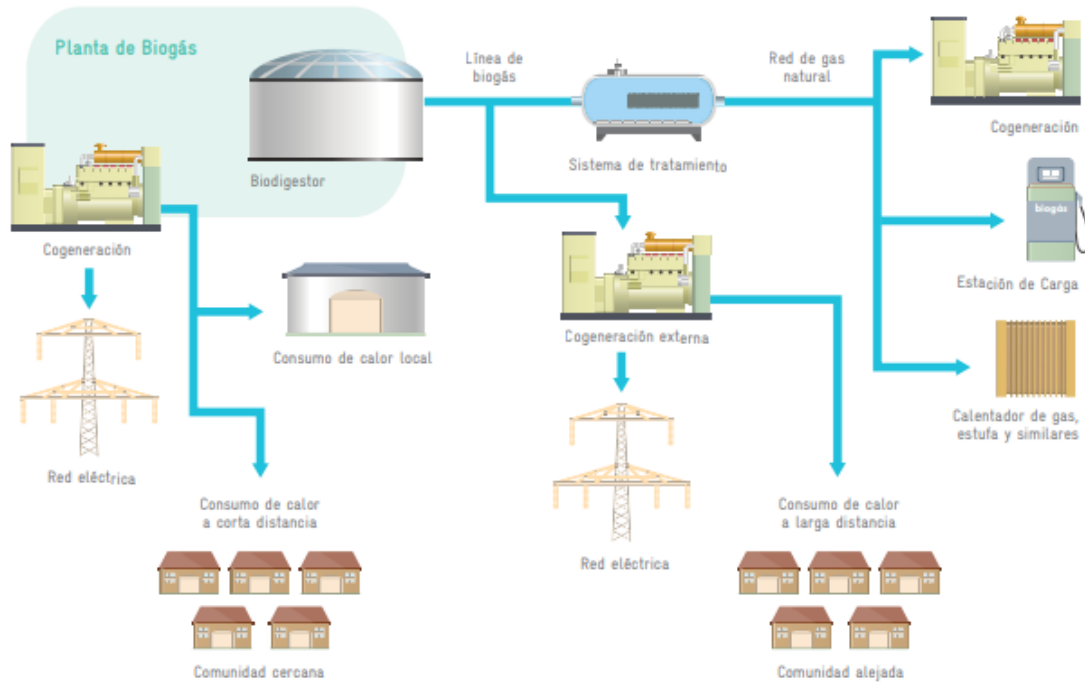 Planta de Biogás
Biodigestor
Cogeneración
Red eléctrica
Consumo de calor local
Consumo de calor
a corta distancia
Comunidad cercana
Línea de
biogás
Sistema de tratamiento
Red de gas
natural
Cogeneración externa
Red eléctrica
Consumo de calor
a larga distancia
Comunidad alejada
Cogeneración
biogás
Estación de Carga
Calentador de gas,
estufa y similares